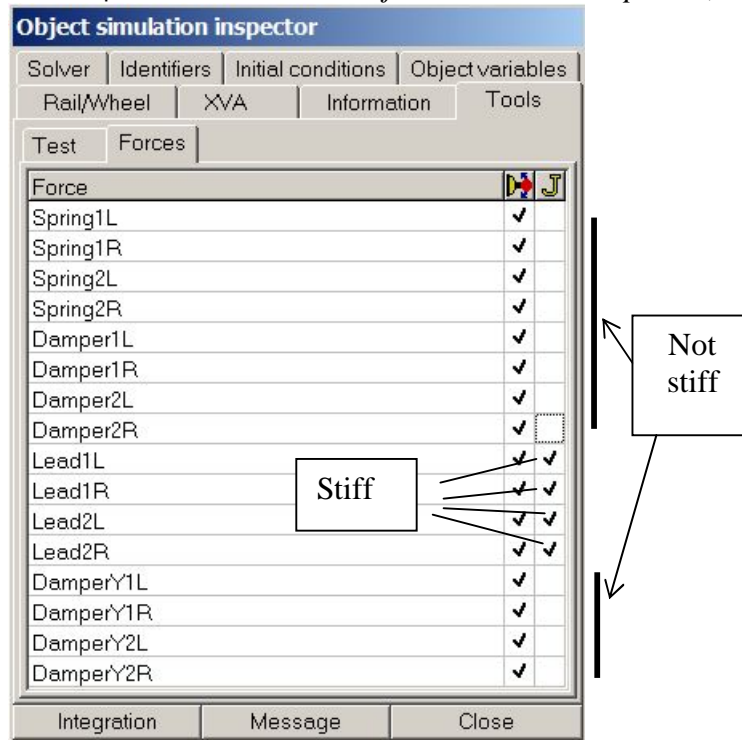 Object simulation inspector
Solver Identifiers Initial conditions Object variables
Rail/Wheel XVA Information Tools
Test Forces
Force J
Spring1L
Spring1R
Spring2L
Spring2R
Damper1L
Damper1R
Damper2L
Damper2R
Lead1L
Lead1R
Lead2L
Lead2R
DamperY1L
DamperY1R
DamperY2L
DamperY2R
Integration Message Close
Stiff
Not
stiff